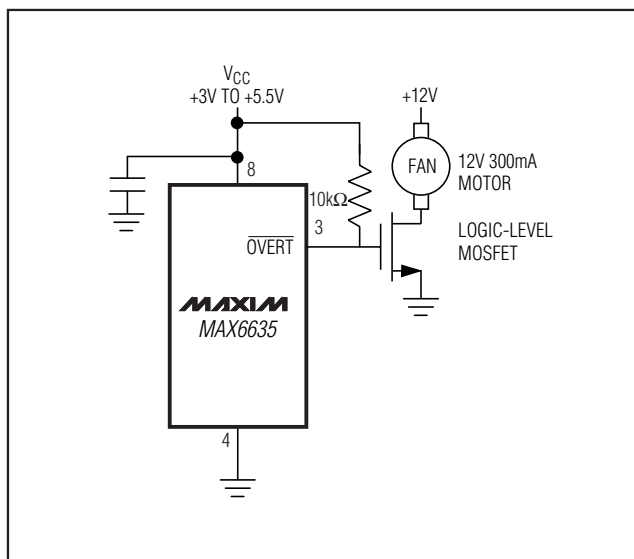 VCC
+3V TO +5.5V
+12V
8
FAN
12V 300mA
MOTOR
10kΩ
3
OVERT
LOGIC-LEVEL
MOSFET
MAXIM
MAX6635
4